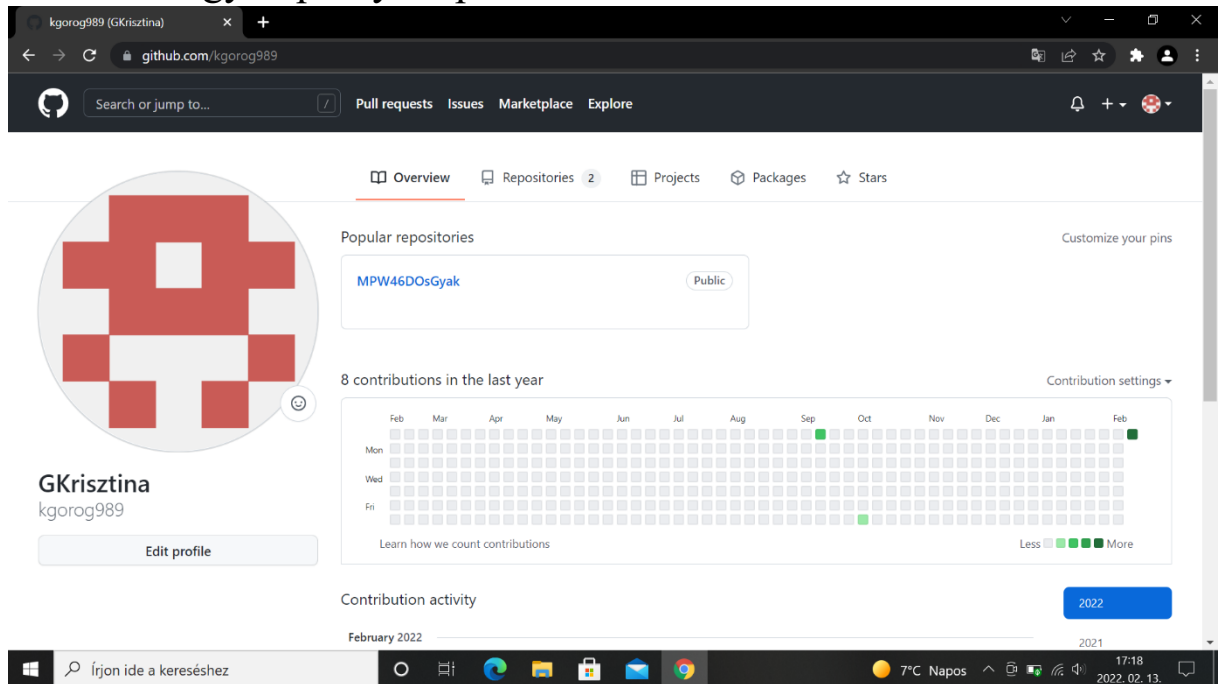 kgorog989 (GKrisztina)
github.com/kgorog989
Search or jump to...
/
Pull requests Issues Marketplace Explore
Overview Repositories 2 Projects Packages Stars
Popular repositories
Customize your pins
MPW46DOsGyak
Public
8 contributions in the last year
Contribution settings
Feb Mar Apr May Jun Jul Aug Sep Oct Nov Dec Jan Feb
Mon
Wed
Fri
Learn how we count contributions
Less More
GKrisztina
kgorog989
Edit profile
Contribution activity
2022
February 2022
2021
Írjon ide a kereséshez
7°C Napos
17:18
2022. 02. 13.